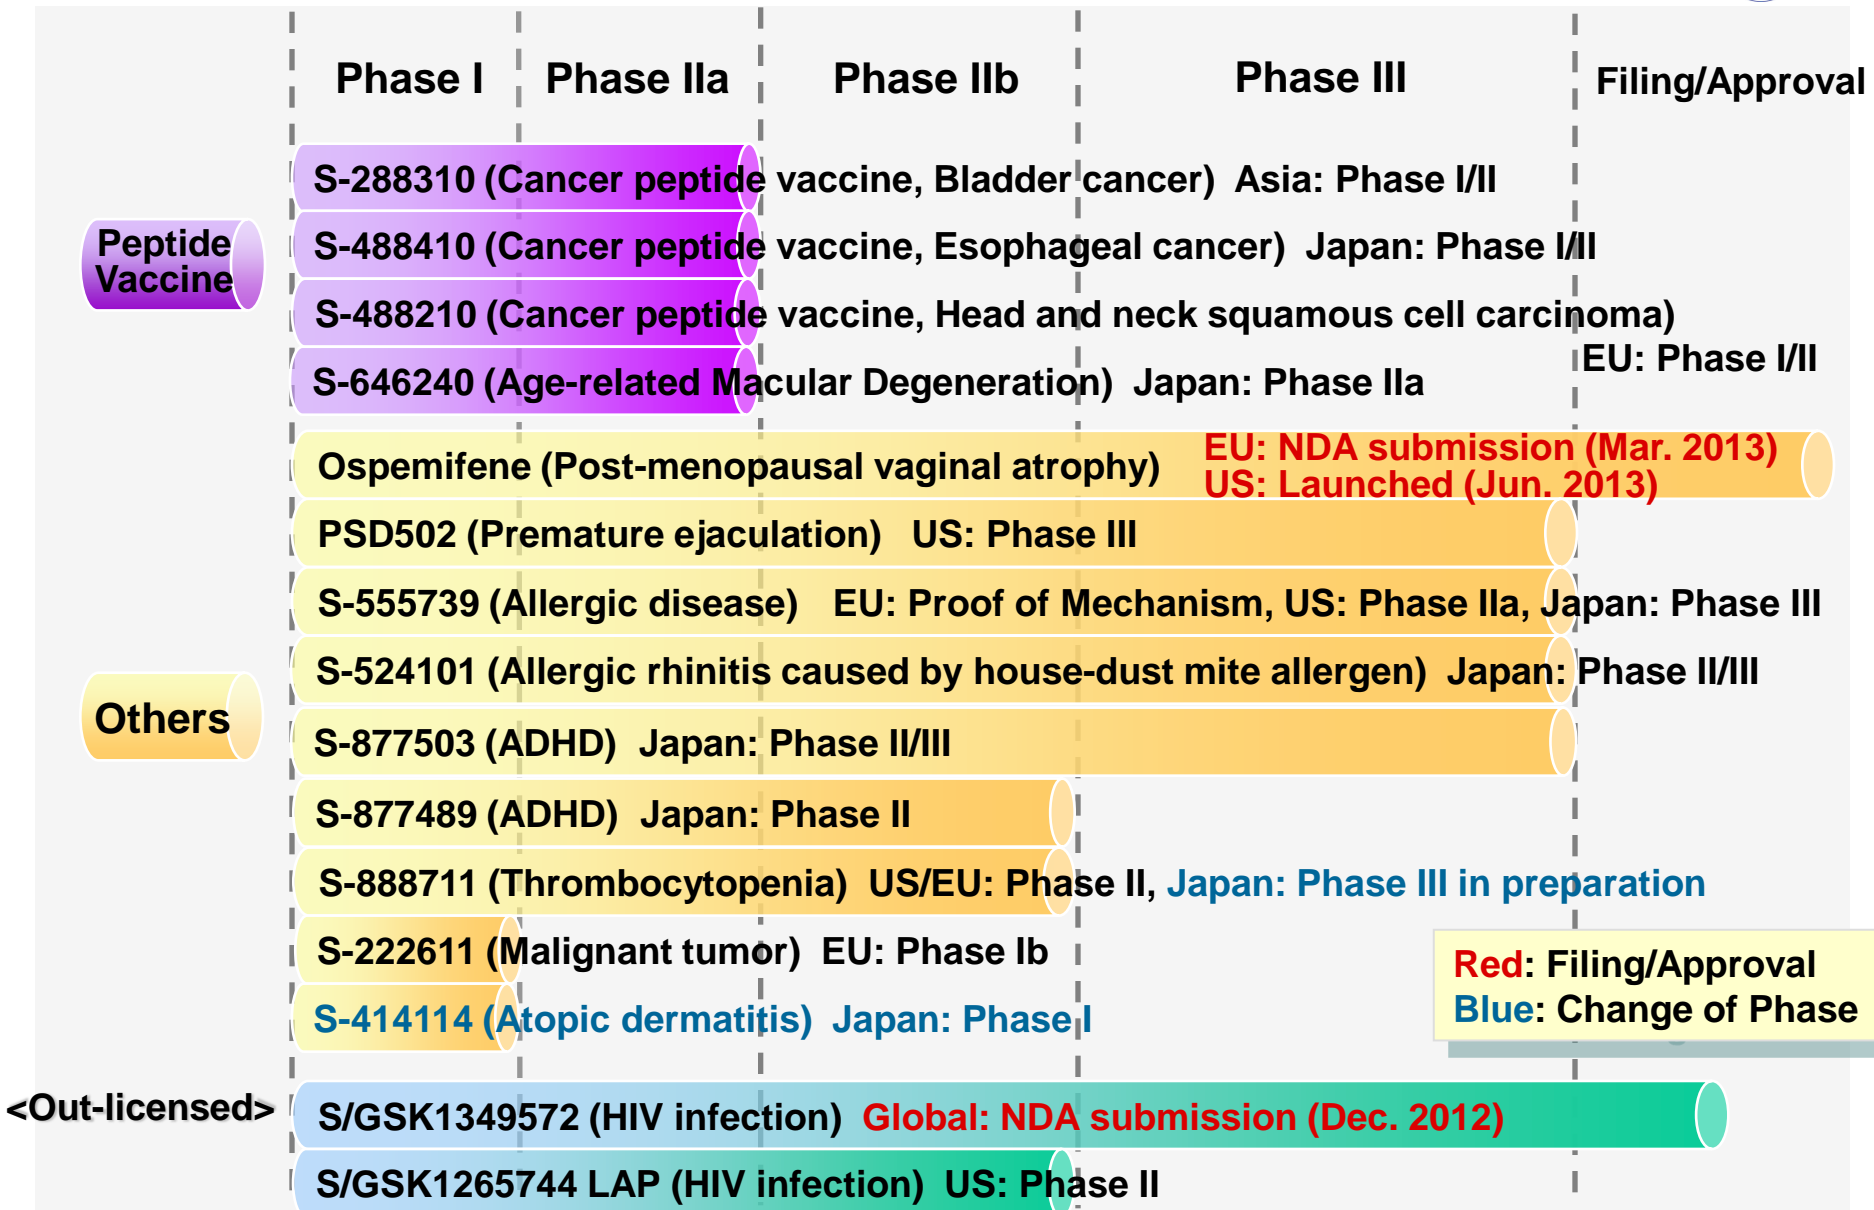 Phase I Phase IIa Phase IIb Phase III Filing/Approval
Peptide
Vaccine
S-288310 (Cancer peptide vaccine, Bladder cancer) Asia: Phase I/II
S-488410 (Cancer peptide vaccine, Esophageal cancer) Japan: Phase I/II
S-488210 (Cancer peptide vaccine, Head and neck squamous cell carcinoma)
EU: Phase I/II
S-646240 (Age-related Macular Degeneration) Japan: Phase IIa
Others
Ospemifene (Post-menopausal vaginal atrophy)
EU: NDA submission (Mar. 2013)
US: Launched (Jun. 2013)
PSD502 (Premature ejaculation) US: Phase III
S-555739 (Allergic disease) EU: Proof of Mechanism, US: Phase IIa, Japan: Phase III
S-524101 (Allergic rhinitis caused by house-dust mite allergen) Japan: Phase II/III
S-877503 (ADHD) Japan: Phase II/III
S-877489 (ADHD) Japan: Phase II
S-888711 (Thrombocytopenia) US/EU: Phase II, Japan: Phase III in preparation
S-222611 (Malignant tumor) EU: Phase Ib
S-414114 (Atopic dermatitis) Japan: Phase I
Red: Filing/Approval
Blue: Change of Phase
<Out-licensed>
S/GSK1349572 (HIV infection) Global: NDA submission (Dec. 2012)
S/GSK1265744 LAP (HIV infection) US: Phase II